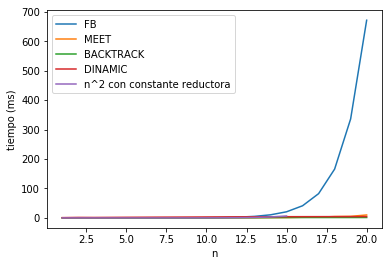 700
600
500
400
300
200
100
0
tiempo (ms)
FB
MEET
BACKTRACK
DINAMIC
n^2 con constante reductora
2.5 5.0 7.5 10.0 12.5 15.0 17.5 20.0
n